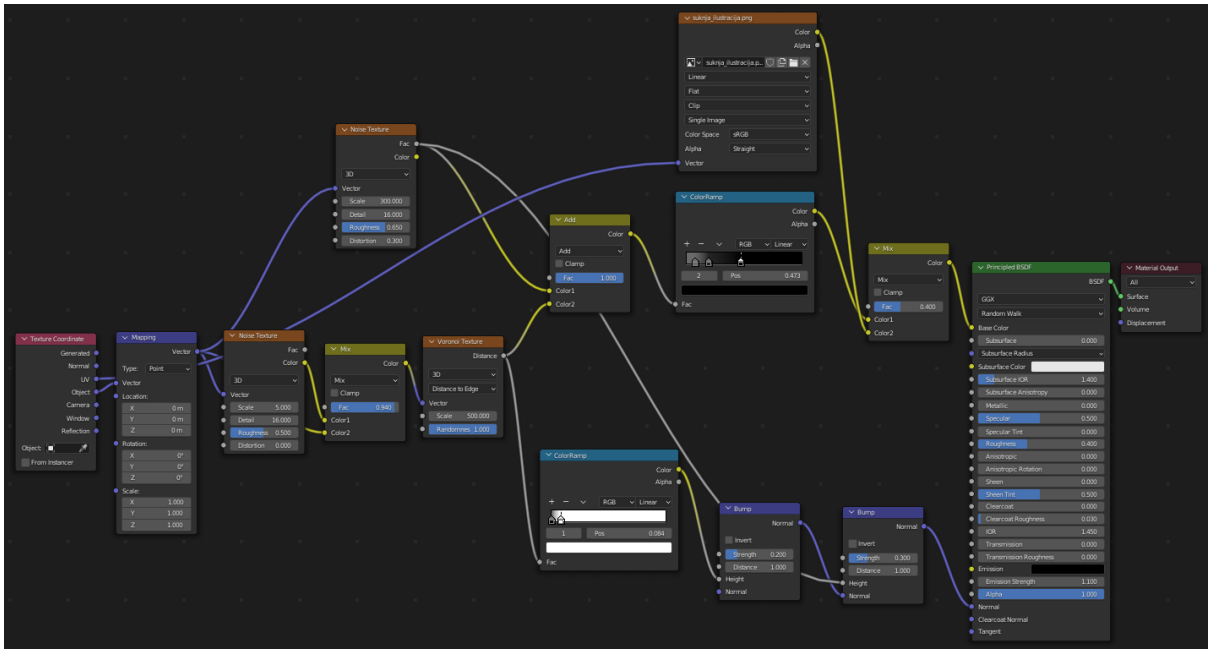 suknja_ilustracija.png
Color
Alpha
suknja_ilustracija.p...
Linear
Flat
Clip
Single Image
Color Space sRGB
Alpha Straight
Vector
Noise Texture
Fac
Color
3D
Vector
Scale 300.000
Detail 16.000
Roughness 0.650
Distortion 0.300
Add
Color
Add
Clamp
Fac 1.000
Color1
Color2
ColorRamp
Color
Alpha
+ − RGB Linear
2 Pos 0.473
Fac
Mix
Color
Mix
Clamp
Fac 0.400
Color1
Color2
Principled BSDF
BSDF
GGX
Random Walk
Base Color
Subsurface 0.000
Subsurface Radius
Subsurface Color
Subsurface IOR 1.400
Subsurface Anisotropy 0.000
Metallic 0.000
Specular 0.500
Specular Tint 0.000
Roughness 0.400
Anisotropic 0.000
Anisotropic Rotation 0.000
Sheen 0.000
Sheen Tint 0.500
Clearcoat 0.000
Clearcoat Roughness 0.030
IOR 1.450
Transmission 0.000
Transmission Roughness 0.000
Emission
Emission Strength 1.100
Alpha 1.000
Normal
Clearcoat Normal
Tangent
Material Output
All
Surface
Volume
Displacement
Texture Coordinate
Generated
Normal
UV
Object
Camera
Window
Reflection
Object:
From Instancer
Mapping
Vector
Type: Point
Vector
Location:
X 0 m
Y 0 m
Z 0 m
Rotation:
X 0°
Y 0°
Z 0°
Scale:
X 1.000
Y 1.000
Z 1.000
Noise Texture
Fac
Color
3D
Vector
Scale 5.000
Detail 16.000
Roughness 0.500
Distortion 0.000
Mix
Color
Mix
Clamp
Fac 0.940
Color1
Color2
Voronoi Texture
Distance
3D
Distance to Edge
Vector
Scale 500.000
Randomnes 1.000
ColorRamp
Color
Alpha
+ − RGB Linear
1 Pos 0.084
Fac
Bump
Normal
Invert
Strength 0.200
Distance 1.000
Height
Normal
Bump
Normal
Invert
Strength 0.300
Distance 1.000
Height
Normal